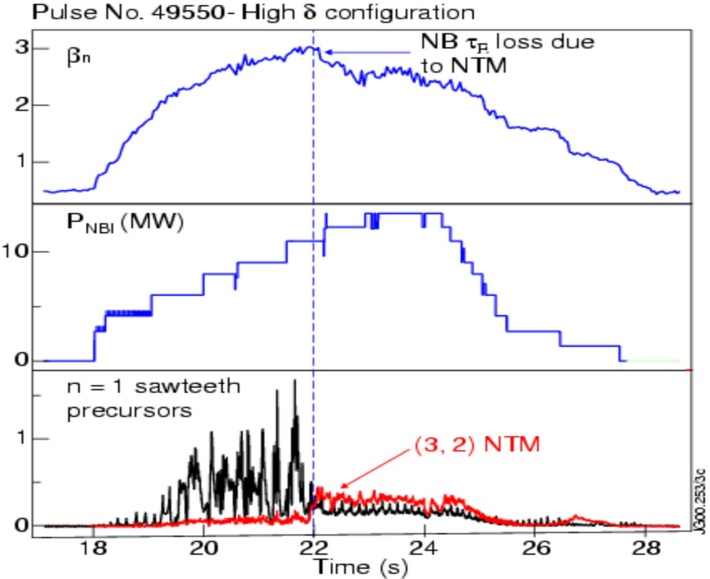 Pulse No. 49550- High δ configuration
3
βn
NB τE loss due
to NTM
2
1
PNBI (MW)
10
0
n = 1 sawteeth
precursors
1
(3, 2) NTM
0
18 20 22 24 26 28
Time (s)
JG00.253/3c